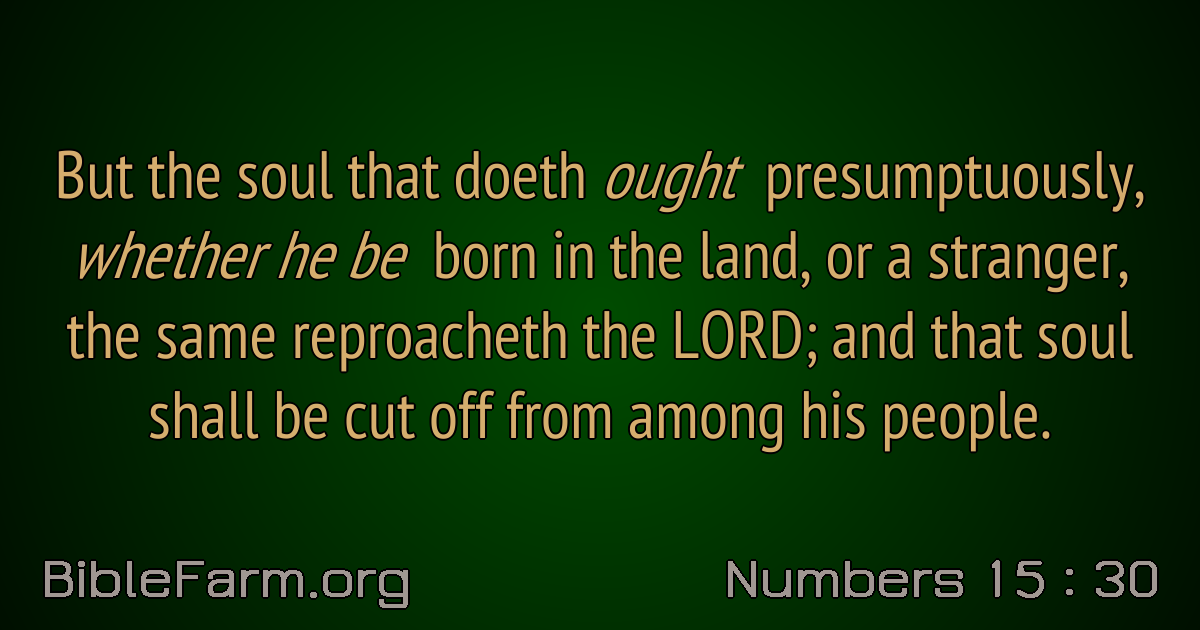 But the soul that doeth ought presumptuously,
whether he be born in the land, or a stranger,
the same reproacheth the LORD; and that soul
shall be cut off from among his people.
BibleFarm.org
Numbers 15 : 30